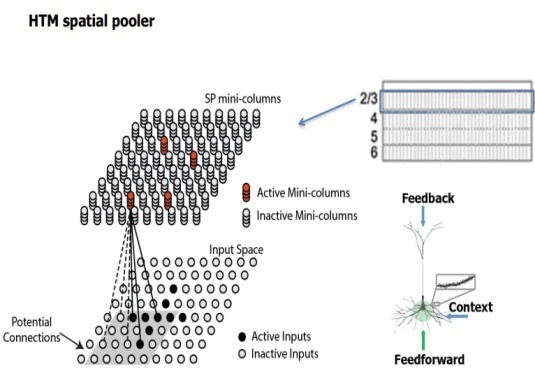 HTM spatial pooler
SP mini-columns
2/3
4
5
6
Active Mini-columns
Inactive Mini-columns
Input Space
Potential
Connections
Active Inputs
Inactive Inputs
Feedback
Context
Feedforward